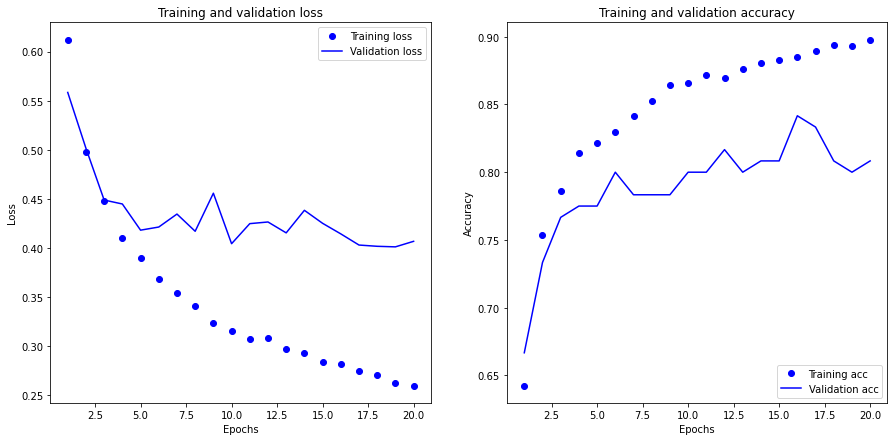 Training and validation loss
Training loss
Validation loss
0.60
0.55
0.50
0.45
0.40
0.35
0.30
0.25
Loss
2.5 5.0 7.5 10.0 12.5 15.0 17.5 20.0
Epochs
Training and validation accuracy
0.90
0.85
0.80
0.75
0.70
0.65
Accuracy
Training acc
Validation acc
2.5 5.0 7.5 10.0 12.5 15.0 17.5 20.0
Epochs